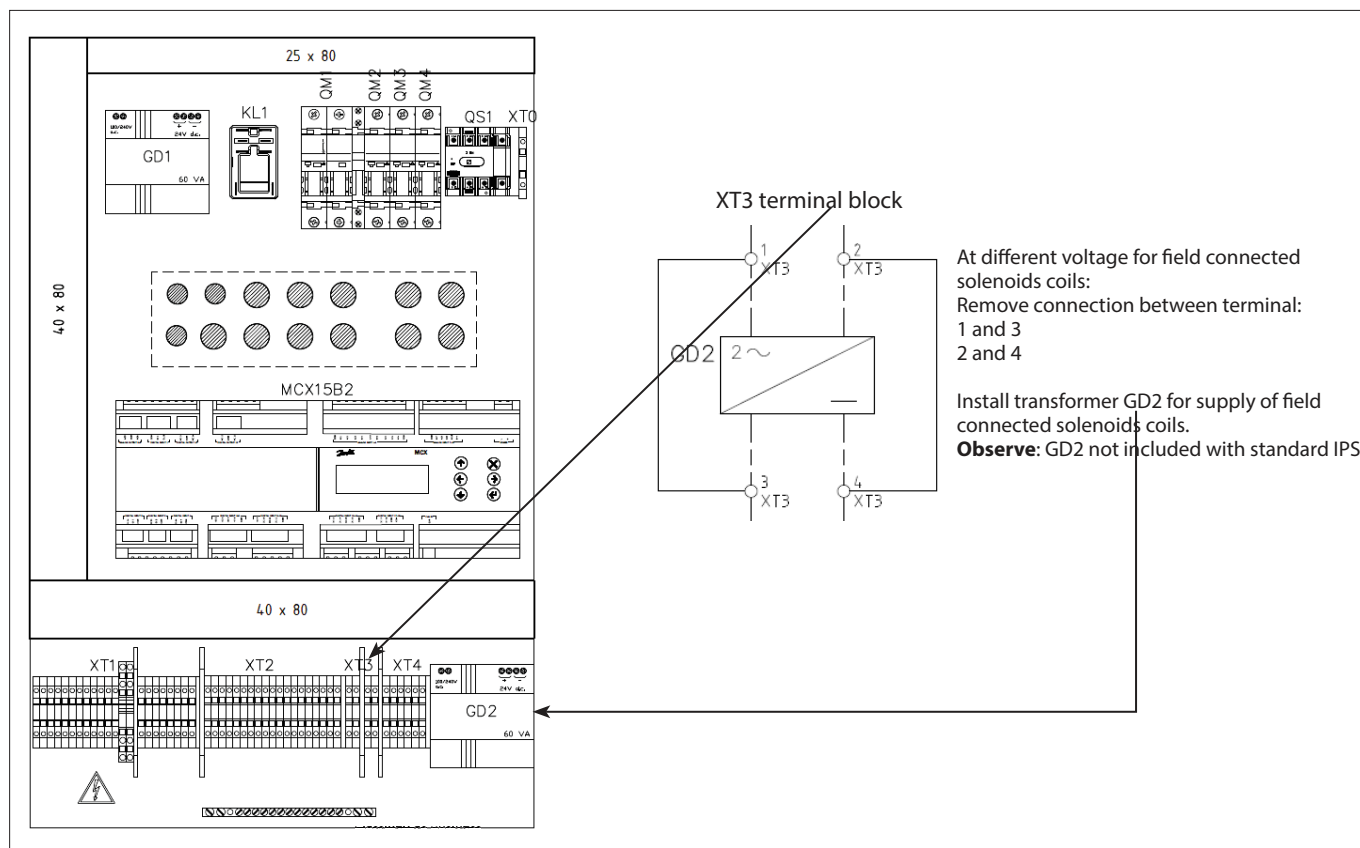 25 x 80
40 x 80
QM1
QM2
QM3
QM4
KL1
QS1
XT0
24V d.c.
GD1
60 VA
MCX15B2
Danfoss
MCX
40 x 80
XT1
XT2
XT3
XT4
24V d.c.
GD2
60 VA
XT3 terminal block
1
XT3
2
XT3
GD2
2~
3
XT3
4
XT3
At different voltage for field connected
solenoids coils:
Remove connection between terminal:
1 and 3
2 and 4
Install transformer GD2 for supply of field
connected solenoids coils.
Observe: GD2 not included with standard IPS